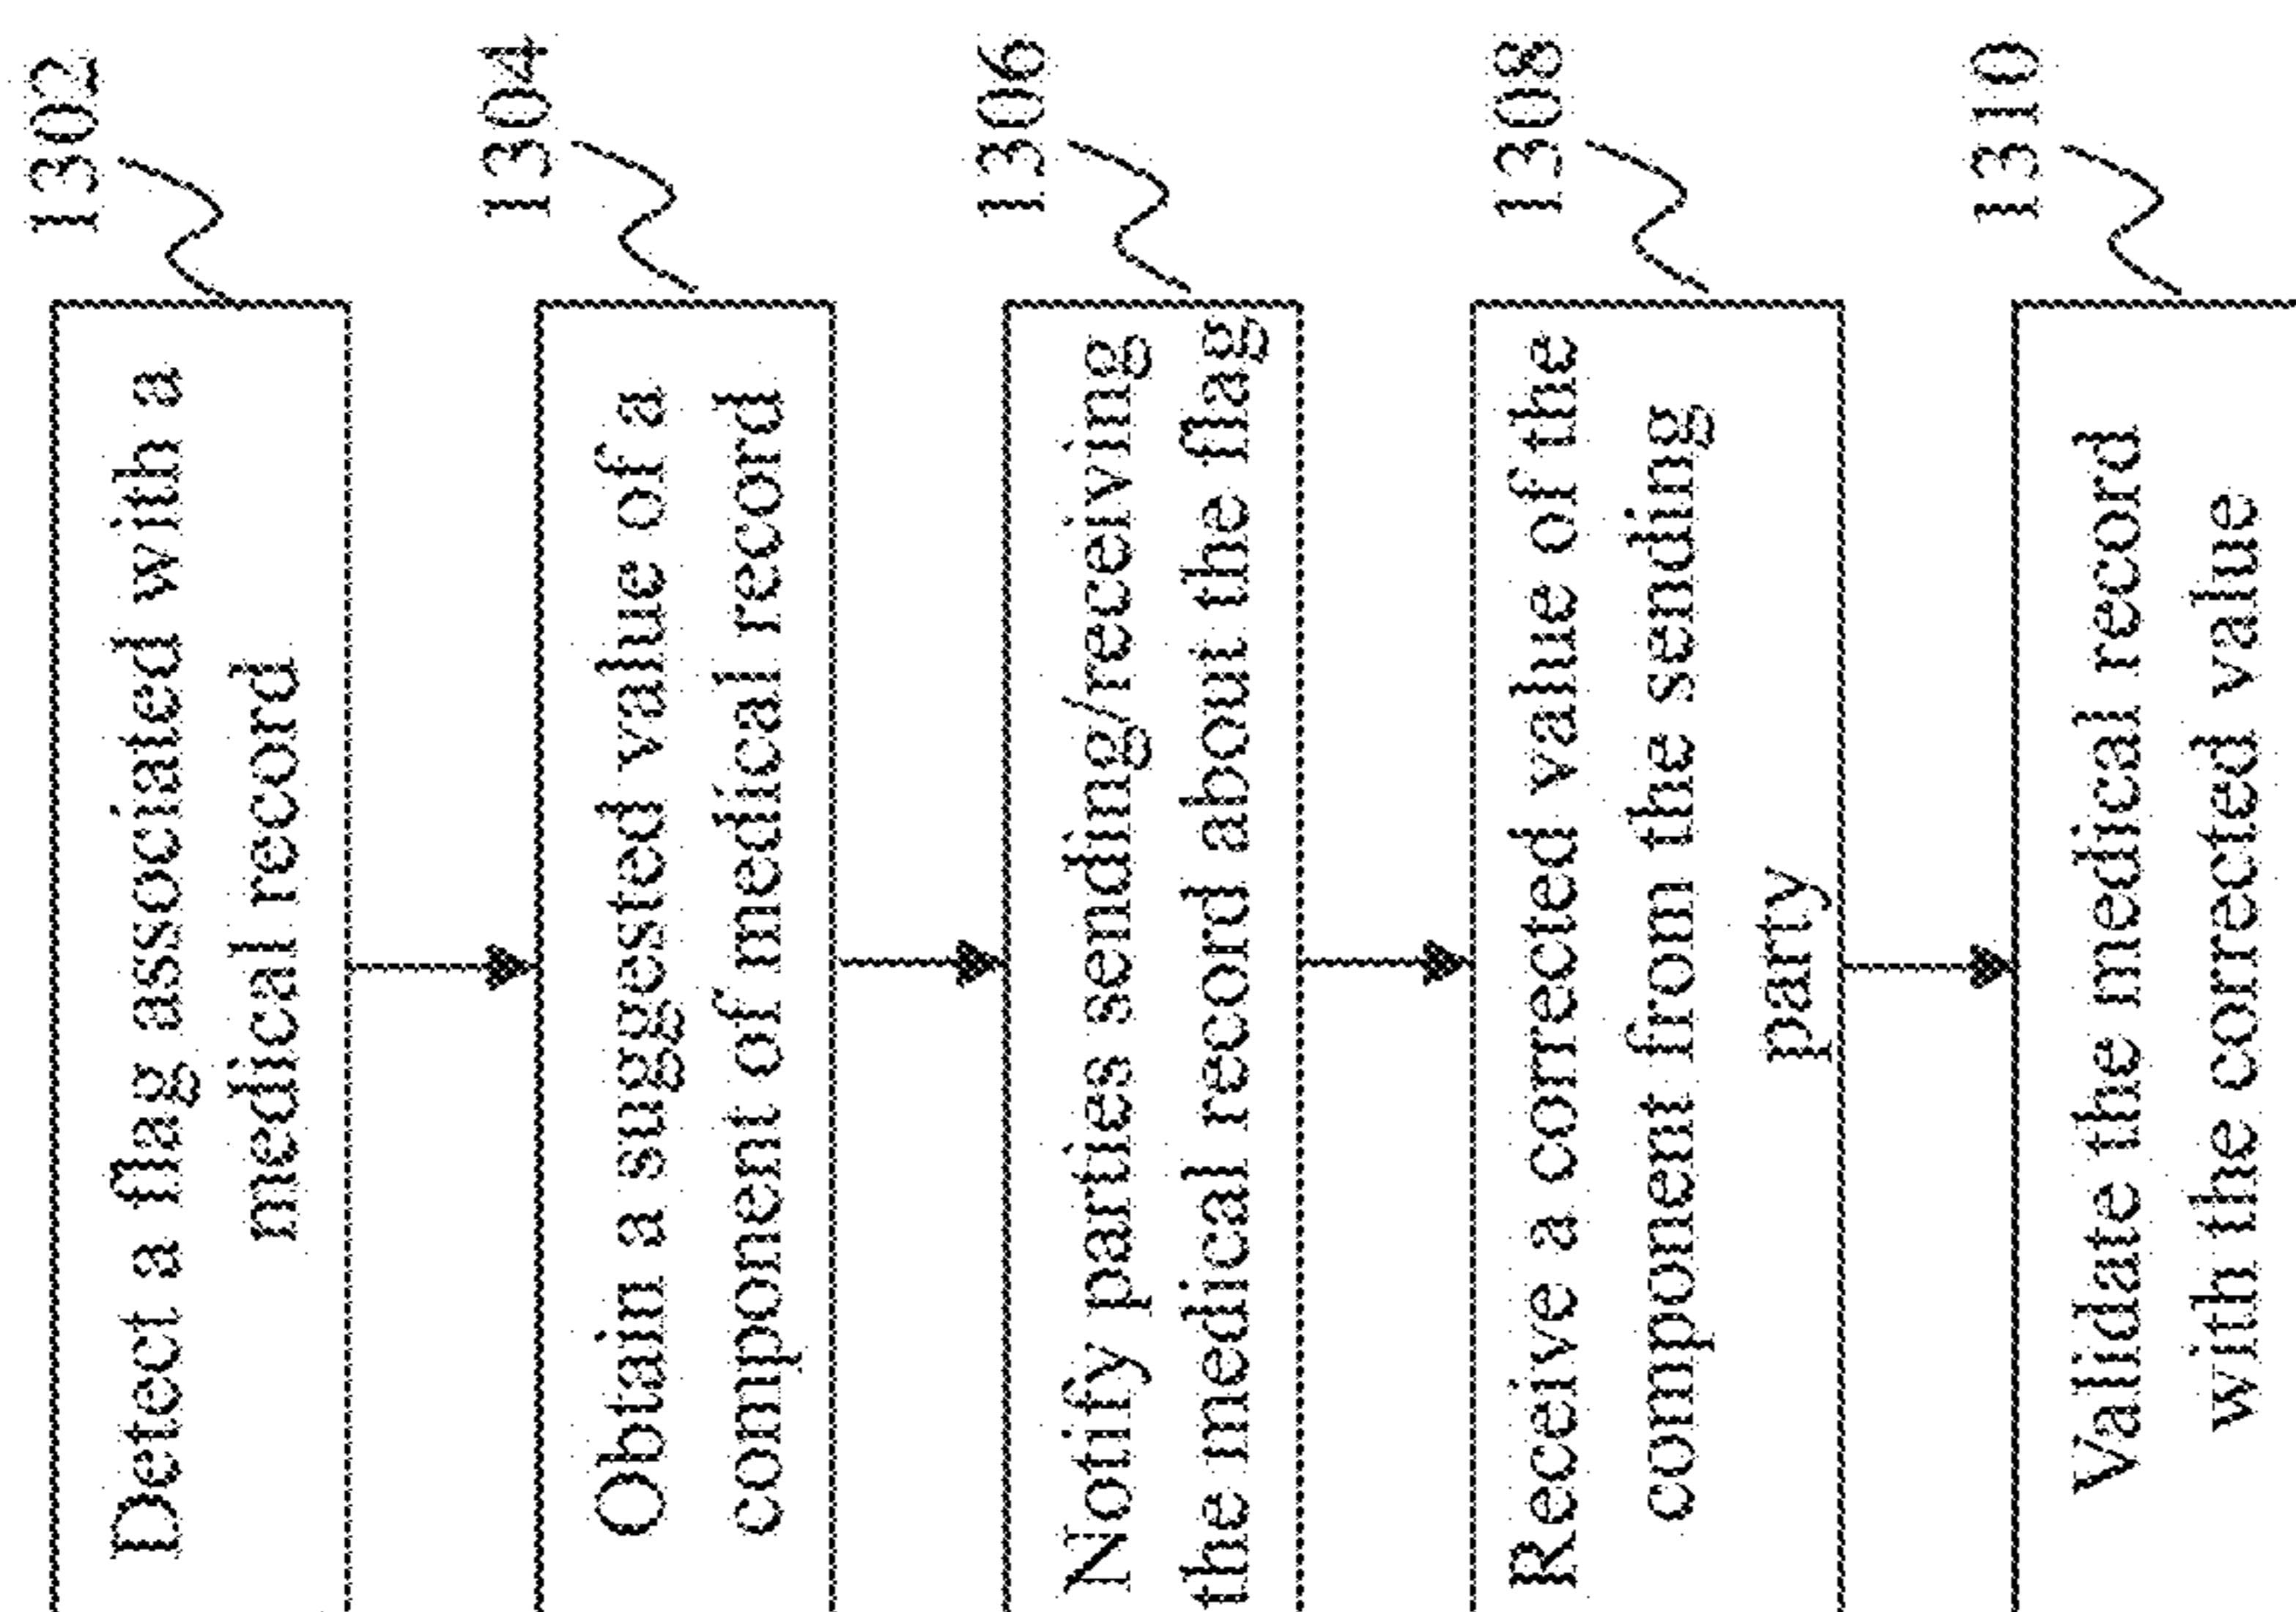 1302
Detect a flag associated with a
medical record
1304
Obtain a suggested value of a
component of medical record
1306
Notify parties sending/receiving
the medical record about the flag
1308
Receive a corrected value of the
component from the sending
party
1310
Validate the medical record
with the corrected value